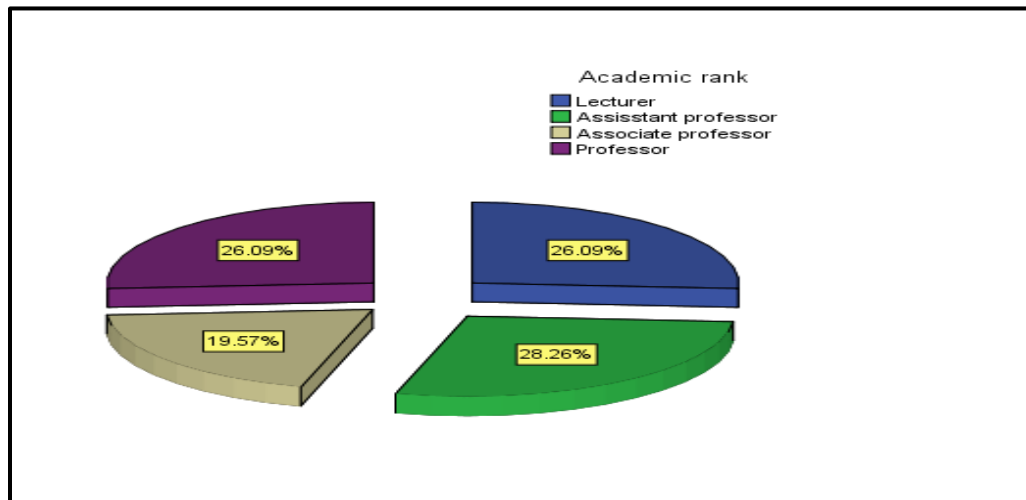 Academic rank
Lecturer
Assisstant professor
Associate professor
Professor
26.09%
26.09%
19.57%
28.26%